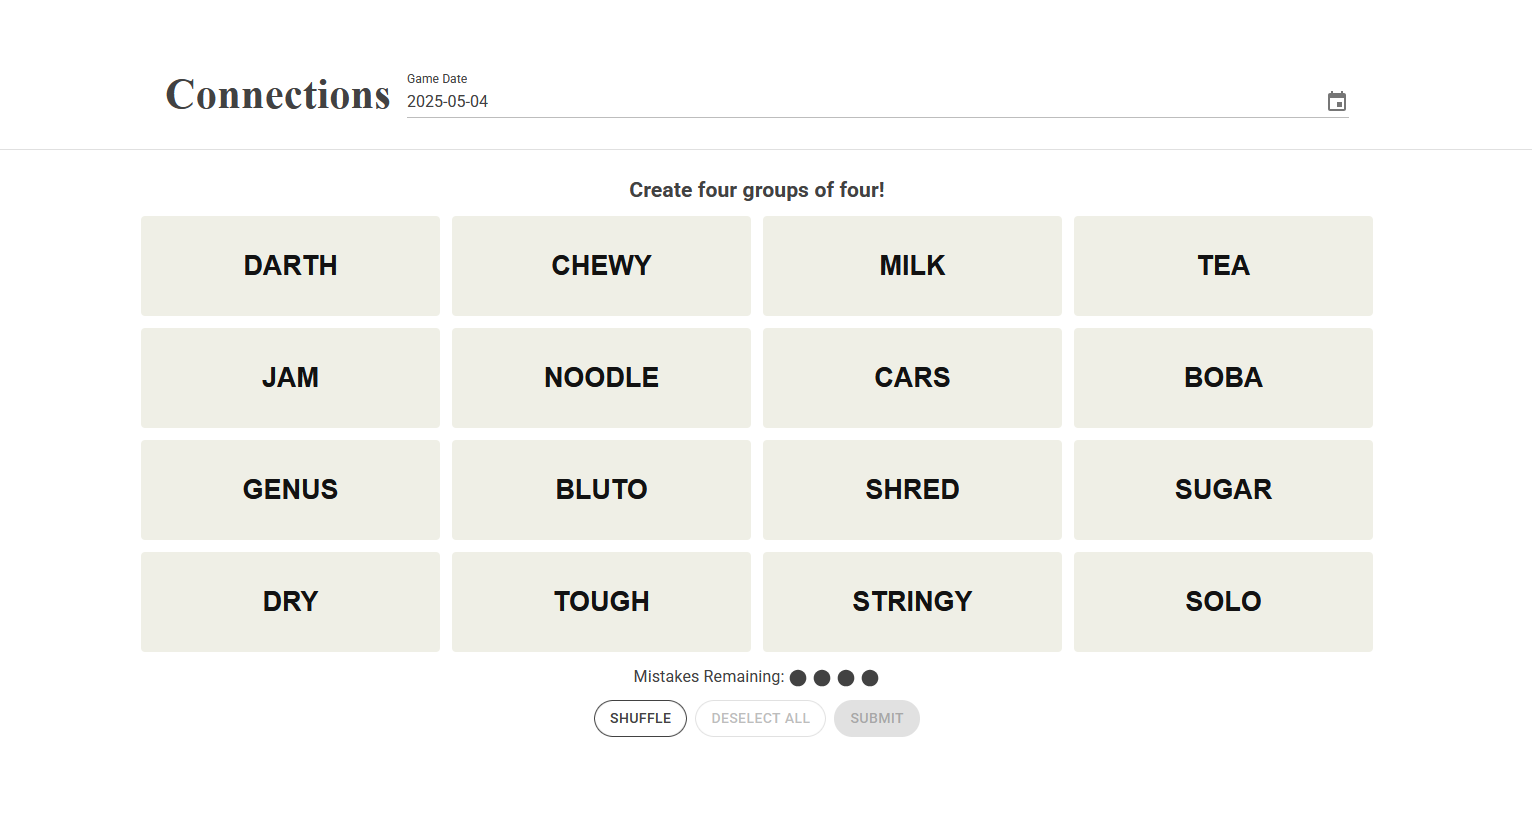 Connections
Game Date
2025-05-04
Create four groups of four!
DARTH CHEWY MILK TEA
JAM NOODLE CARS BOBA
GENUS BLUTO SHRED SUGAR
DRY TOUGH STRINGY SOLO
Mistakes Remaining:
SHUFFLE DESELECT ALL SUBMIT